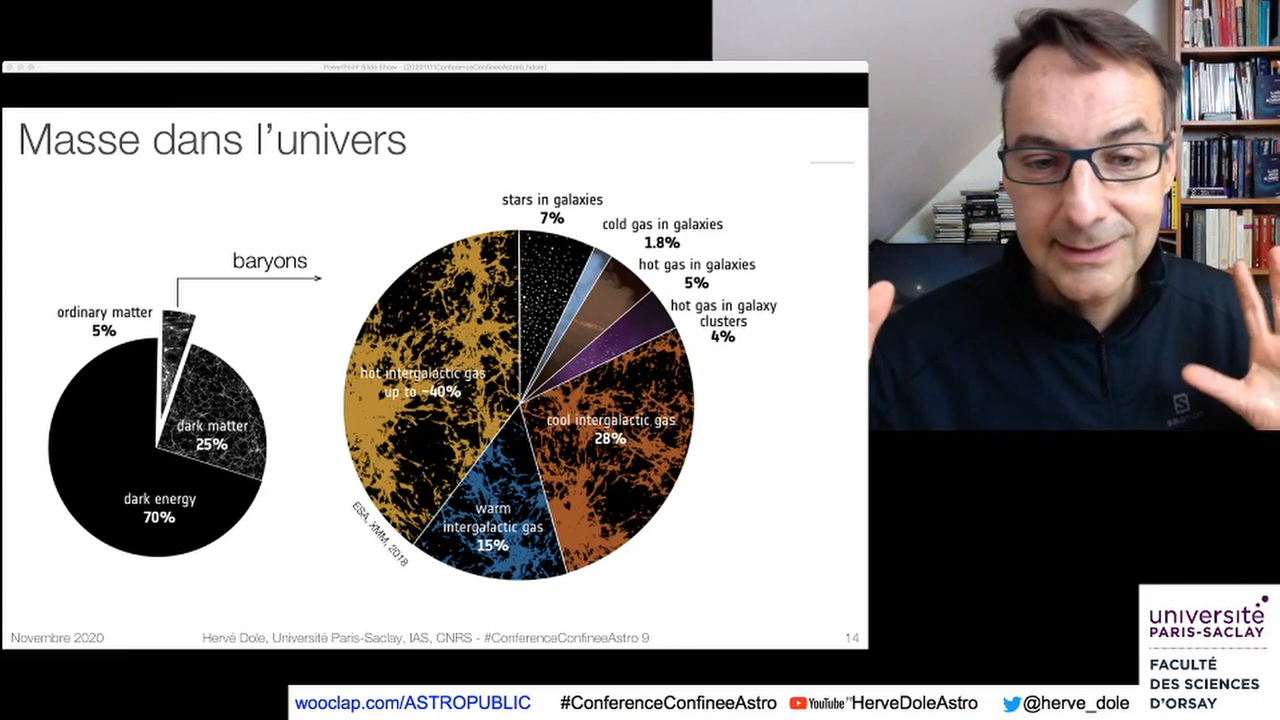 PowerPoint Slide Show - [20201111ConferenceConfineeAstro9_hdole]
Masse dans l'univers
baryons
ordinary matter
5%
dark matter
25%
dark energy
70%
stars in galaxies
7%
cold gas in galaxies
1.8%
hot gas in galaxies
5%
hot gas in galaxy
clusters
4%
hot intergalactic gas
up to ~40%
cool intergalactic gas
28%
warm
intergalactic gas
15%
ESA, XMM, 2018
Novembre 2020
Hervé Dole, Université Paris-Saclay, IAS, CNRS - #ConferenceConfineeAstro 9
14
université
PARIS-SACLAY
FACULTÉ
DES SCIENCES
D'ORSAY
wooclap.com/ASTROPUBLIC
#ConferenceConfineeAstro
YouTube HerveDoleAstro
@herve_dole